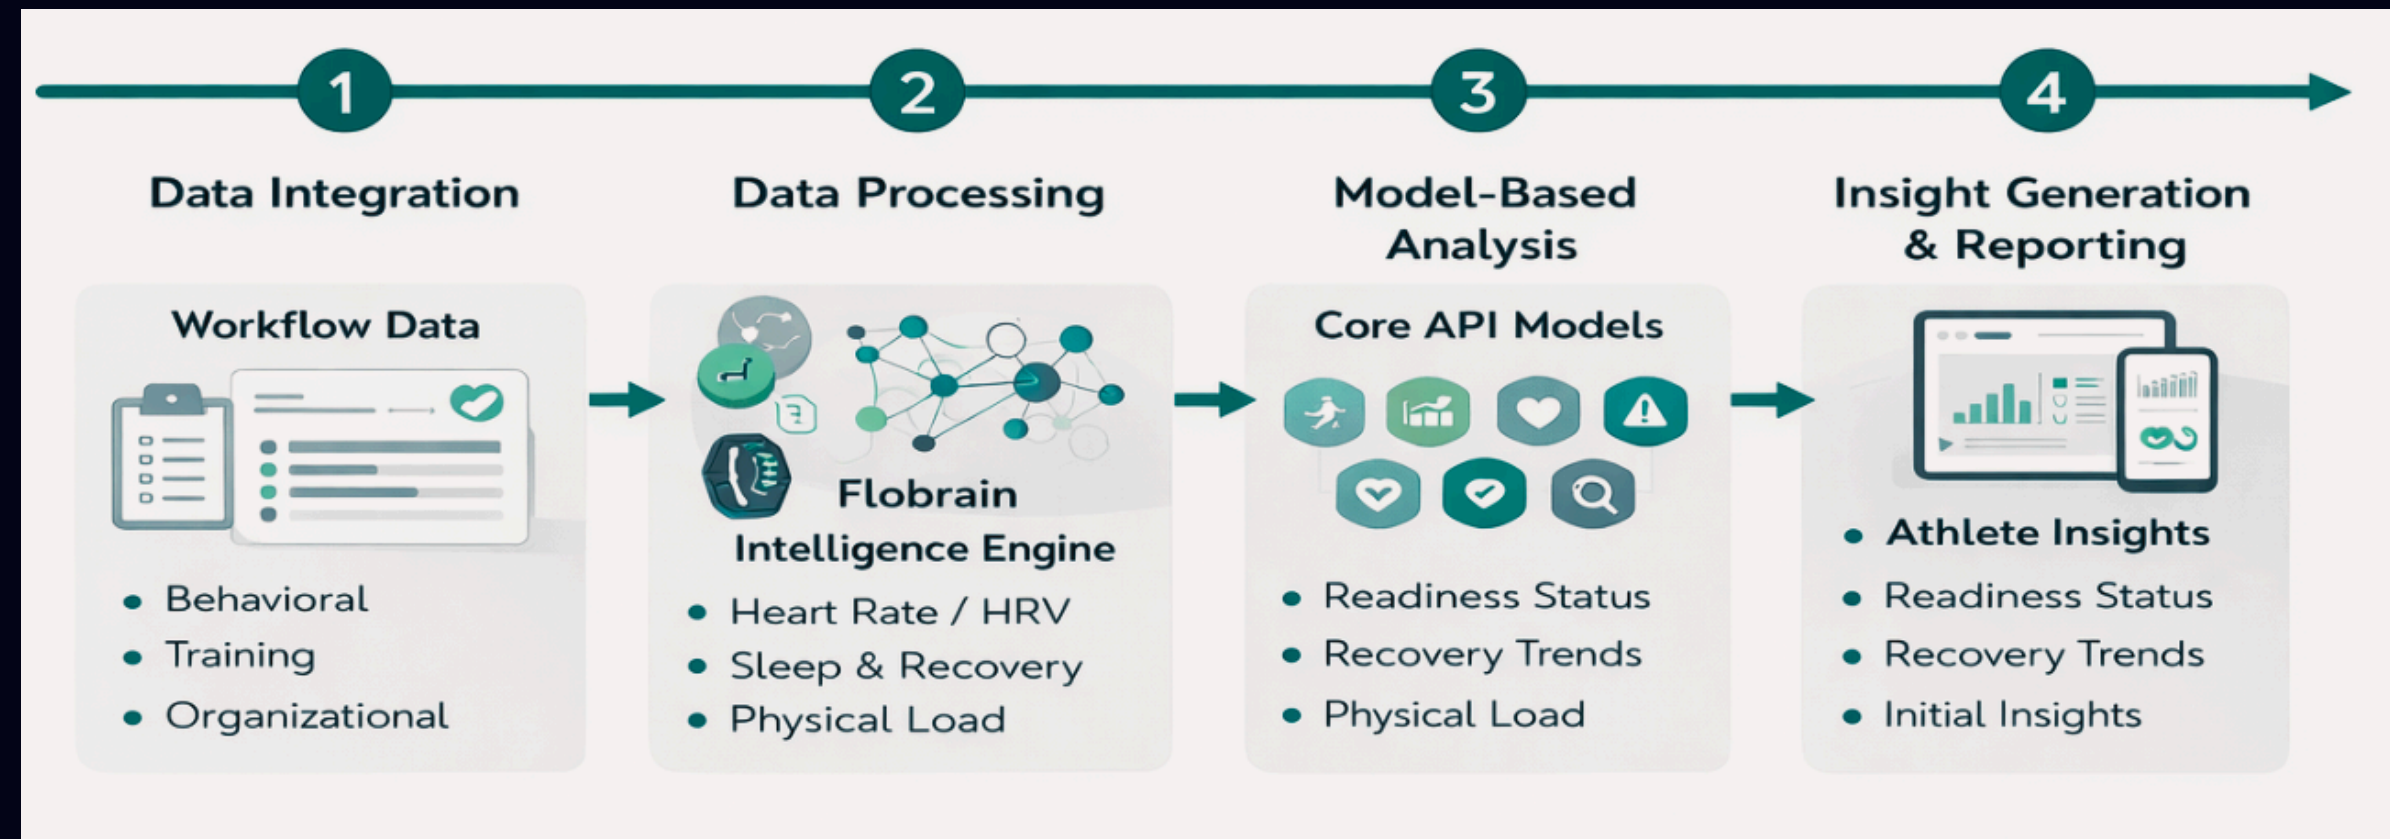 1
2
3
4
Data Integration
Data Processing
Model-Based
Analysis
Insight Generation
& Reporting
Workflow Data
• Behavioral
• Training
• Organizational
Flobrain
Intelligence Engine
• Heart Rate / HRV
• Sleep & Recovery
• Physical Load
Core API Models
• Readiness Status
• Recovery Trends
• Physical Load
• Athlete Insights
• Readiness Status
• Recovery Trends
• Initial Insights